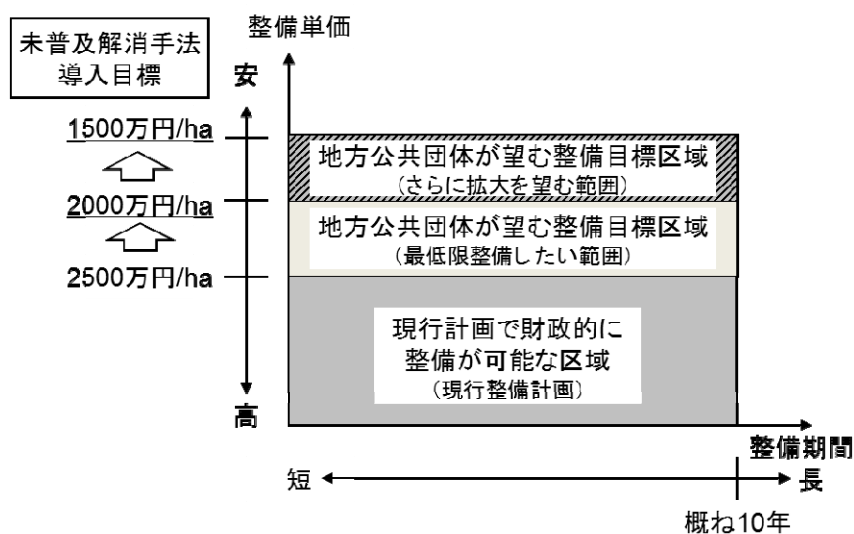 未普及解消手法
導入目標
整備単価
安
1500万円/ha
2000万円/ha
2500万円/ha
高
地方公共団体が望む整備目標区域
(さらに拡大を望む範囲)
地方公共団体が望む整備目標区域
(最低限整備したい範囲)
現行計画で財政的に
整備が可能な区域
(現行整備計画)
整備期間
短
長
概ね10年